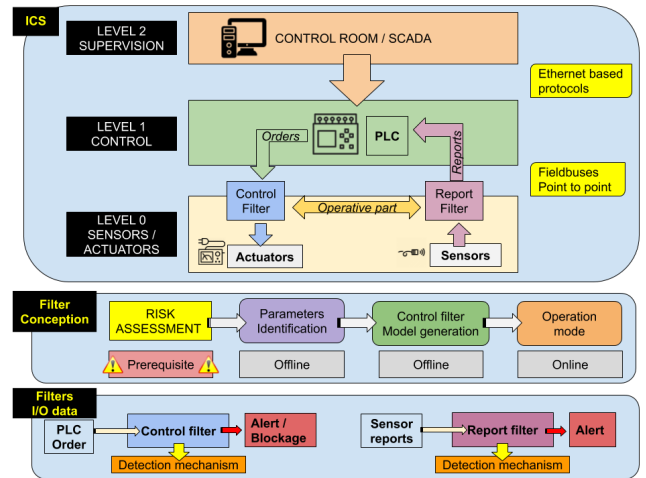 ICS
LEVEL 2
SUPERVISION
CONTROL ROOM / SCADA
Ethernet based
protocols
LEVEL 1
CONTROL
Orders
PLC
Reports
Fieldbuses
Point to point
LEVEL 0
SENSORS /
ACTUATORS
Control
Filter
Operative part
Report
Filter
Actuators
Sensors
Filter
Conception
RISK
ASSESSMENT
Parameters
Identification
Control filter
Model generation
Operation
mode
Prerequisite
Offline
Offline
Online
Filters
I/O data
PLC
Order
Control filter
Alert /
Blockage
Detection mechanism
Sensor
reports
Report filter
Alert
Detection mechanism